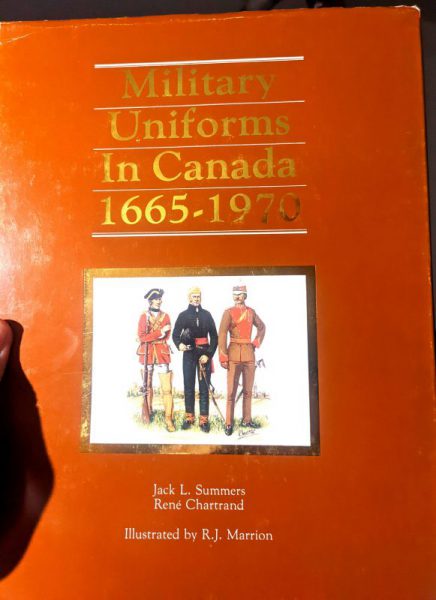 Military
Uniforms
In Canada
1665-1970
Jack L. Summers
René Chartrand
Illustrated by R.J. Marrion